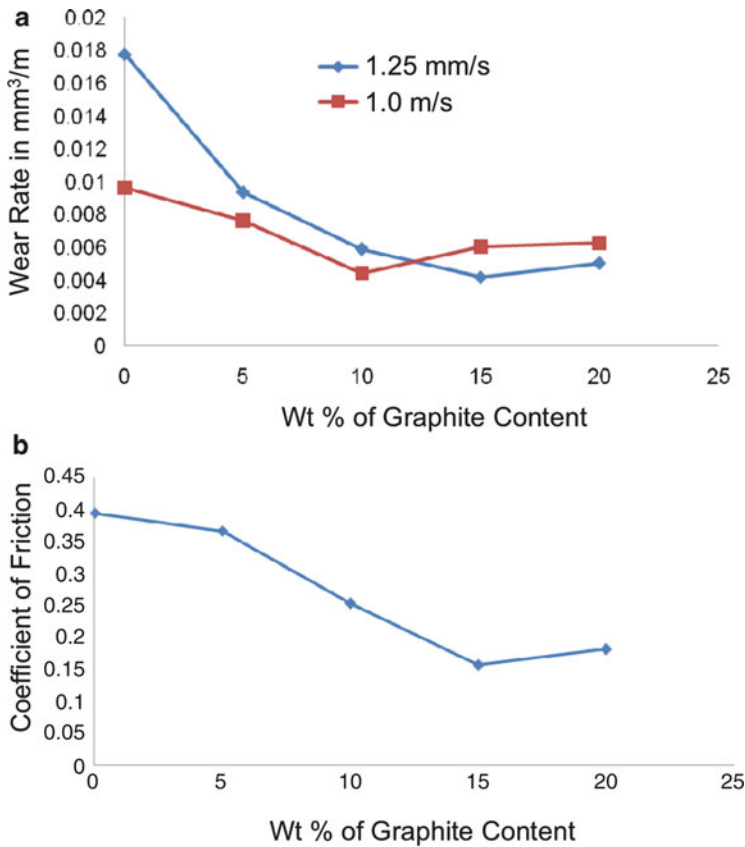 a
0.02
0.018
0.016
0.014
0.012
0.01
0.008
0.006
0.004
0.002
0
Wear Rate in mm³/m
1.25 mm/s
1.0 m/s
0 5 10 15 20 25
Wt % of Graphite Content
b
0.45
0.4
0.35
0.3
0.25
0.2
0.15
0.1
0.05
0
Coefficient of Friction
0 5 10 15 20 25
Wt % of Graphite Content